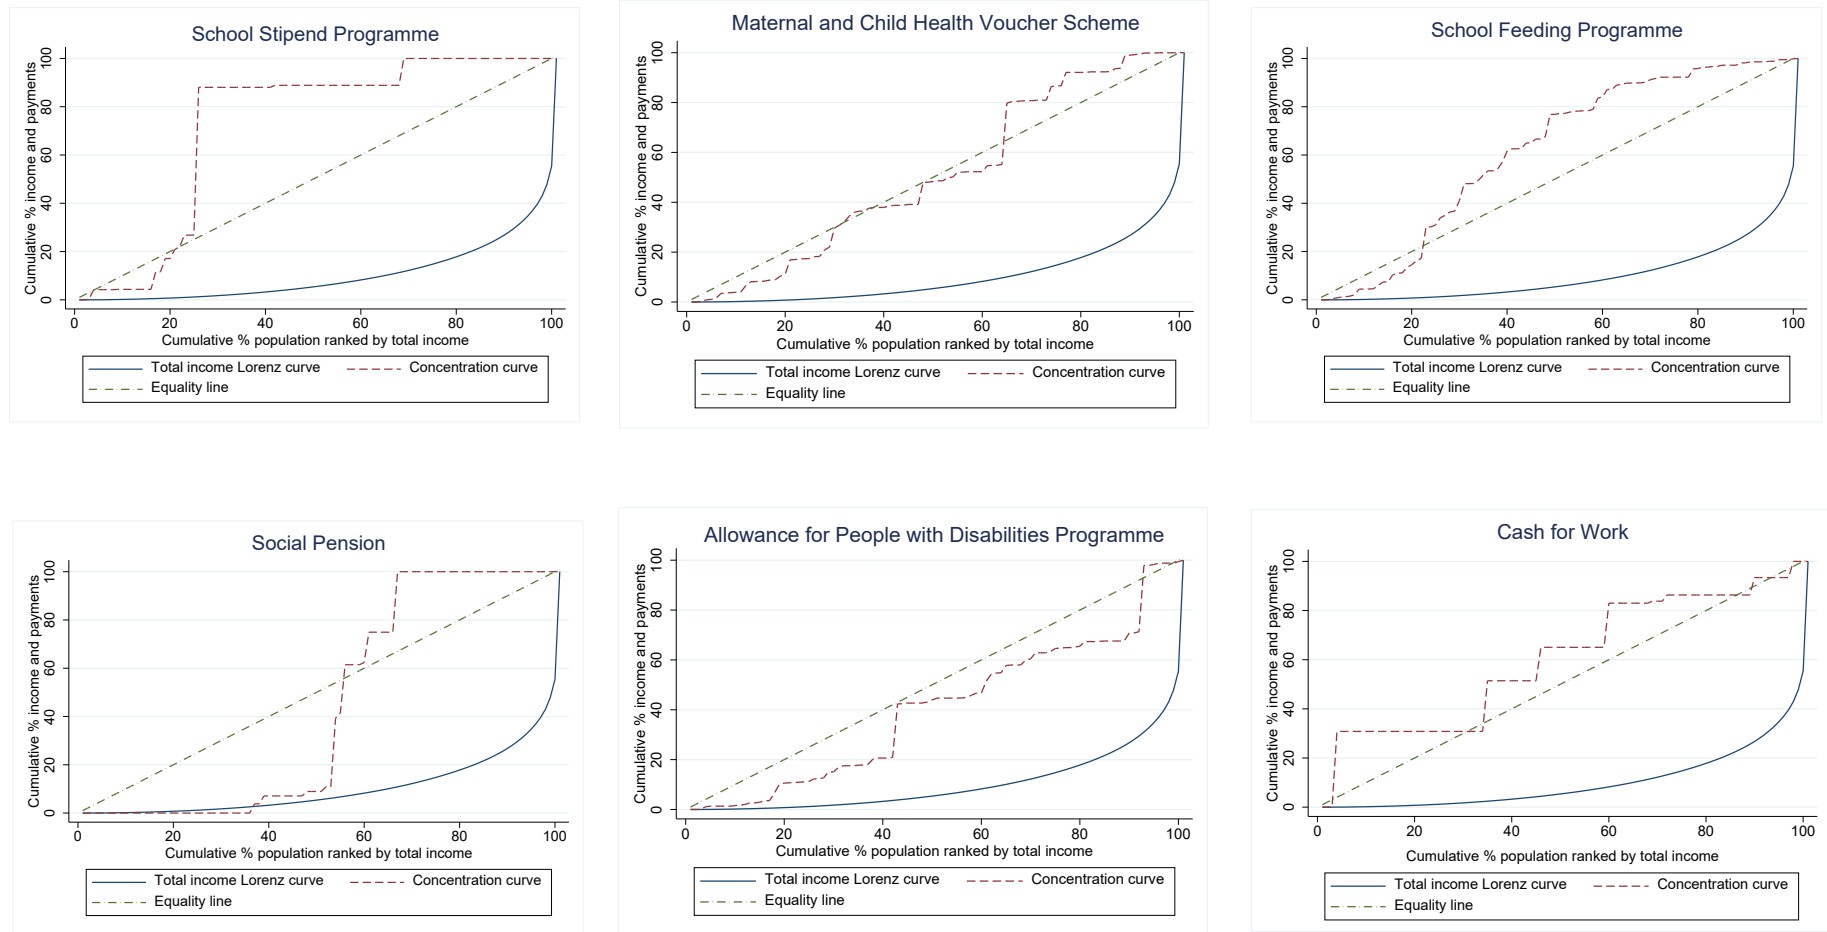 School Stipend Programme
Cumulative % income and payments
0 20 40 60 80 100
0 20 40 60 80 100
Cumulative % population ranked by total income
Total income Lorenz curve Concentration curve
Equality line
Maternal and Child Health Voucher Scheme
Cumulative % income and payments
0 20 40 60 80 100
0 20 40 60 80 100
Cumulative % population ranked by total income
Total income Lorenz curve Concentration curve
Equality line
School Feeding Programme
Cumulative % income and payments
0 20 40 60 80 100
0 20 40 60 80 100
Cumulative % population ranked by total income
Total income Lorenz curve Concentration curve
Equality line
Social Pension
Cumulative % income and payments
0 20 40 60 80 100
0 20 40 60 80 100
Cumulative % population ranked by total income
Total income Lorenz curve Concentration curve
Equality line
Allowance for People with Disabilities Programme
Cumulative % income and payments
0 20 40 60 80 100
0 20 40 60 80 100
Cumulative % population ranked by total income
Total income Lorenz curve Concentration curve
Equality line
Cash for Work
Cumulative % income and payments
0 20 40 60 80 100
0 20 40 60 80 100
Cumulative % population ranked by total income
Total income Lorenz curve Concentration curve
Equality line